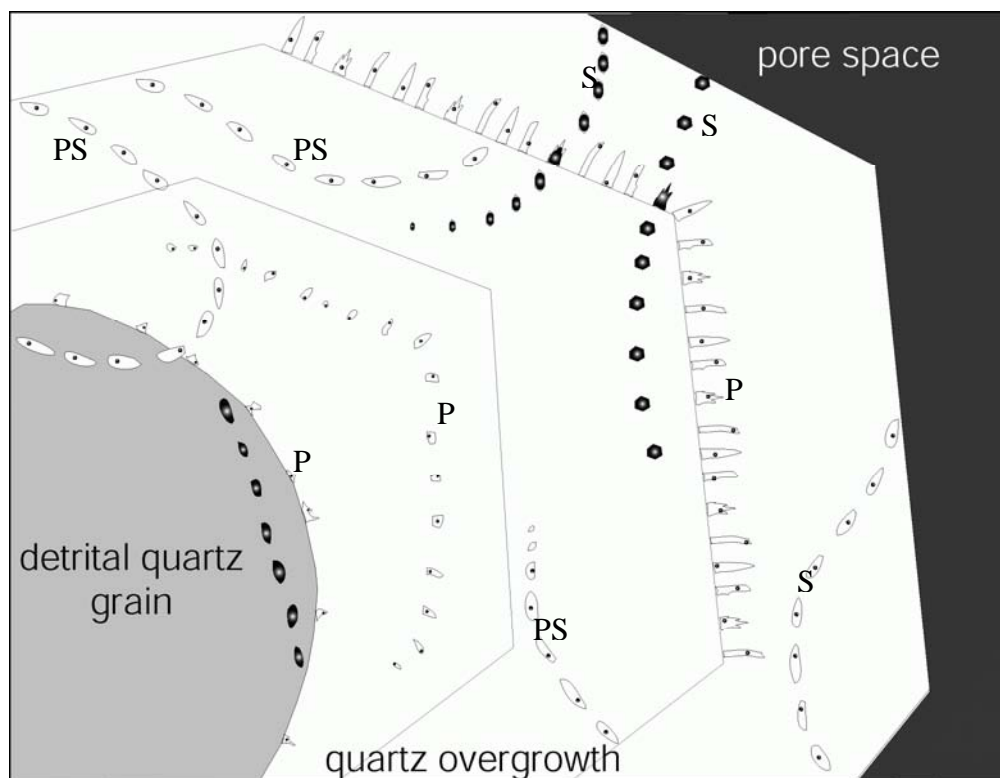 pore space
S
S
PS
PS
P
P
detrital quartz
grain
S
PS
quartz overgrowth